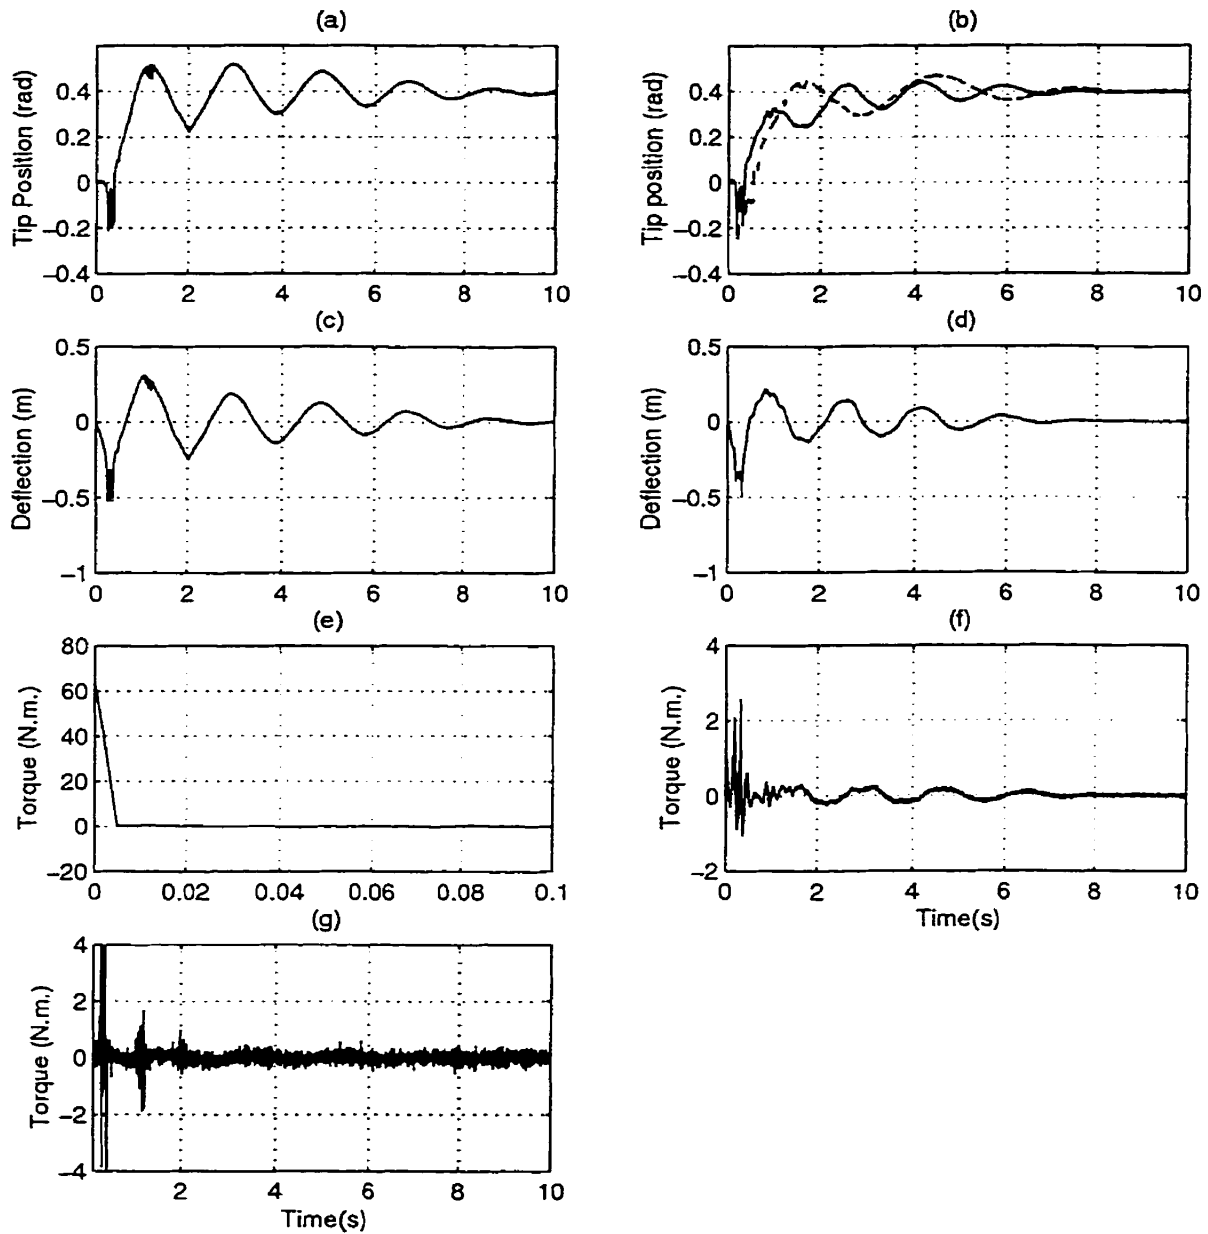 (a)
Tip Position (rad)
0.4
0.2
0
−0.2
−0.4
0 2 4 6 8 10
(b)
Tip position (rad)
0.4
0.2
0
−0.2
−0.4
0 2 4 6 8 10
(c)
Deflection (m)
0.5
0
−0.5
−1
0 2 4 6 8 10
(d)
Deflection (m)
0.5
0
−0.5
−1
0 2 4 6 8 10
(e)
Torque (N.m.)
80
60
40
20
0
−20
0 0.02 0.04 0.06 0.08 0.1
(f)
Torque (N.m.)
4
2
0
−2
0 2 4 6 8 10
Time(s)
(g)
Torque (N.m.)
4
2
0
−2
−4
2 4 6 8 10
Time(s)